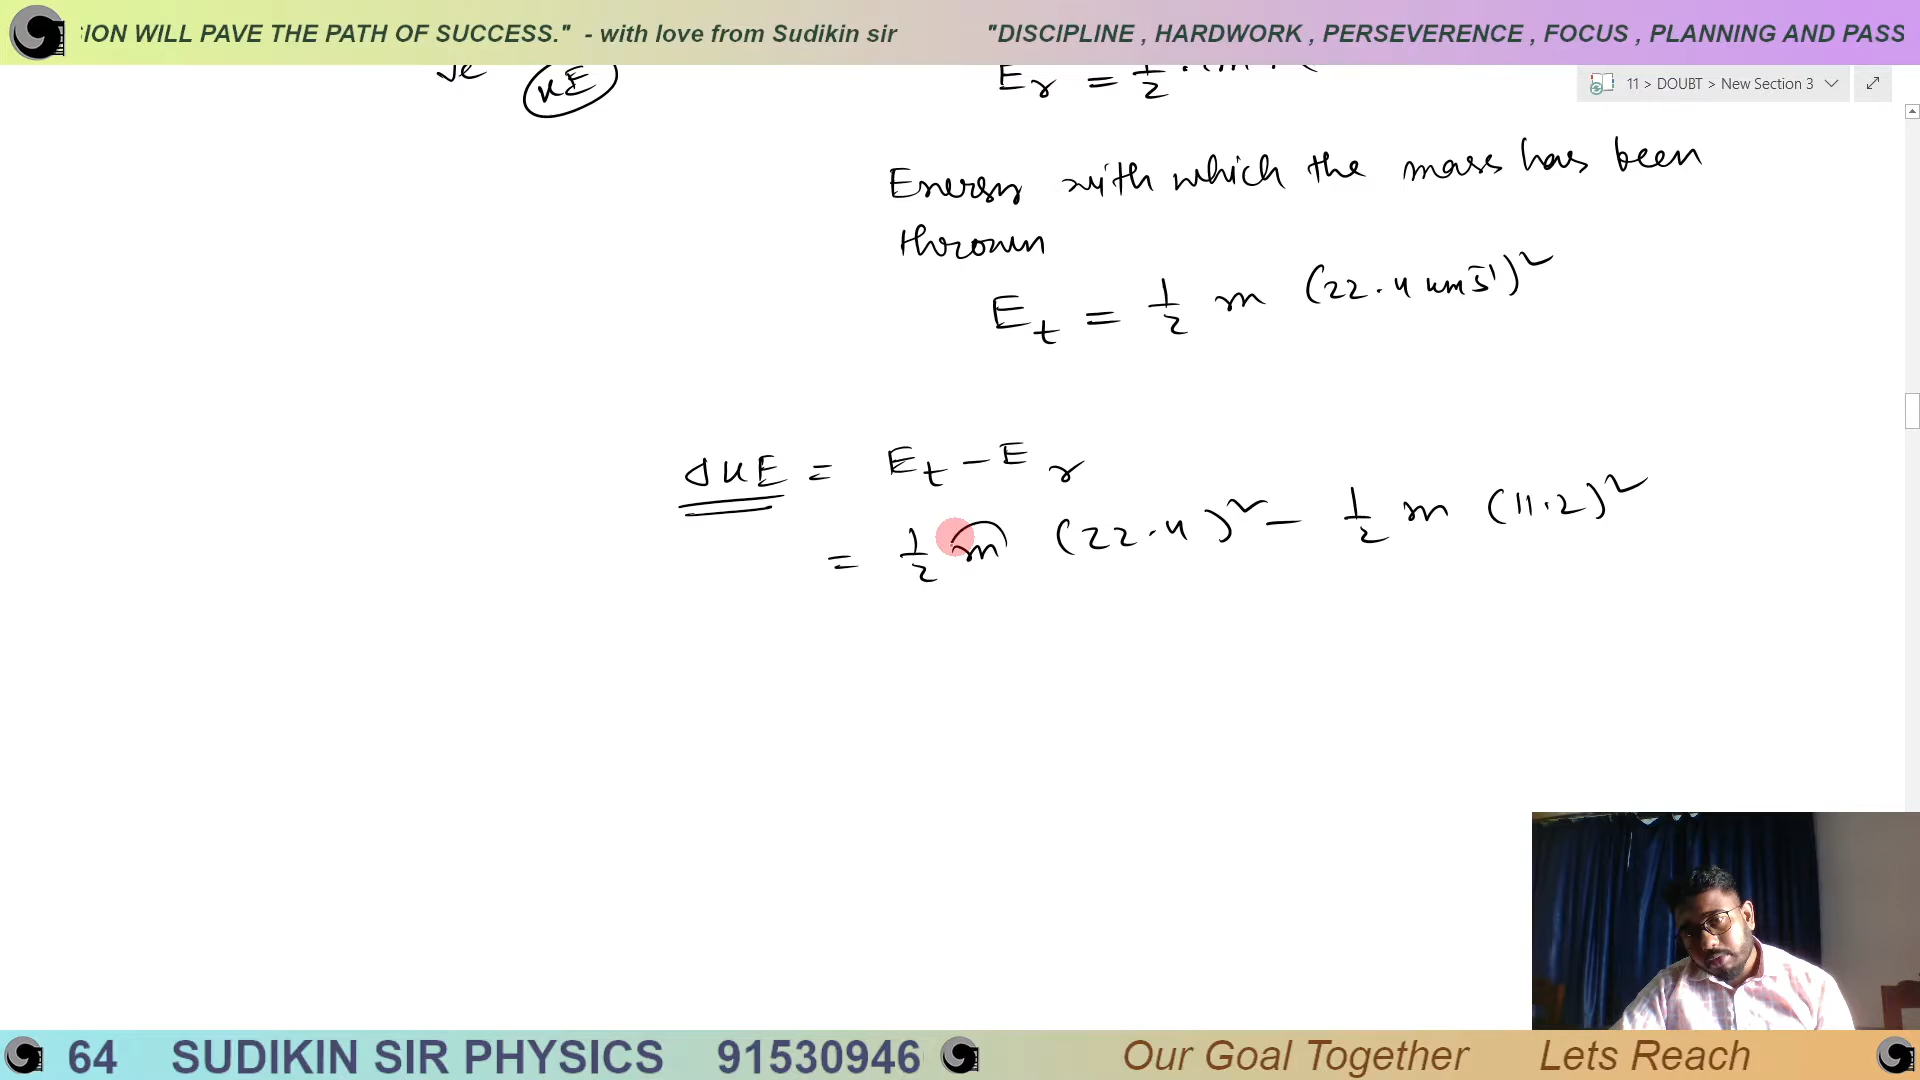 ION WILL PAVE THE PATH OF SUCCESS." - with love from Sudikin sir "DISCIPLINE , HARDWORK , PERSEVERENCE , FOCUS , PLANNING AND PASS
11 > DOUBT > New Section 3
KE
E_r = 1/2
Energy with which the mass has been
thrown
E_t = 1/2 m (22.4 km s⁻¹)²
ΔKE = E_t − E_r
= 1/2 m (22.4)² − 1/2 m (11.2)²
64 SUDIKIN SIR PHYSICS 91530946 Our Goal Together Lets Reach